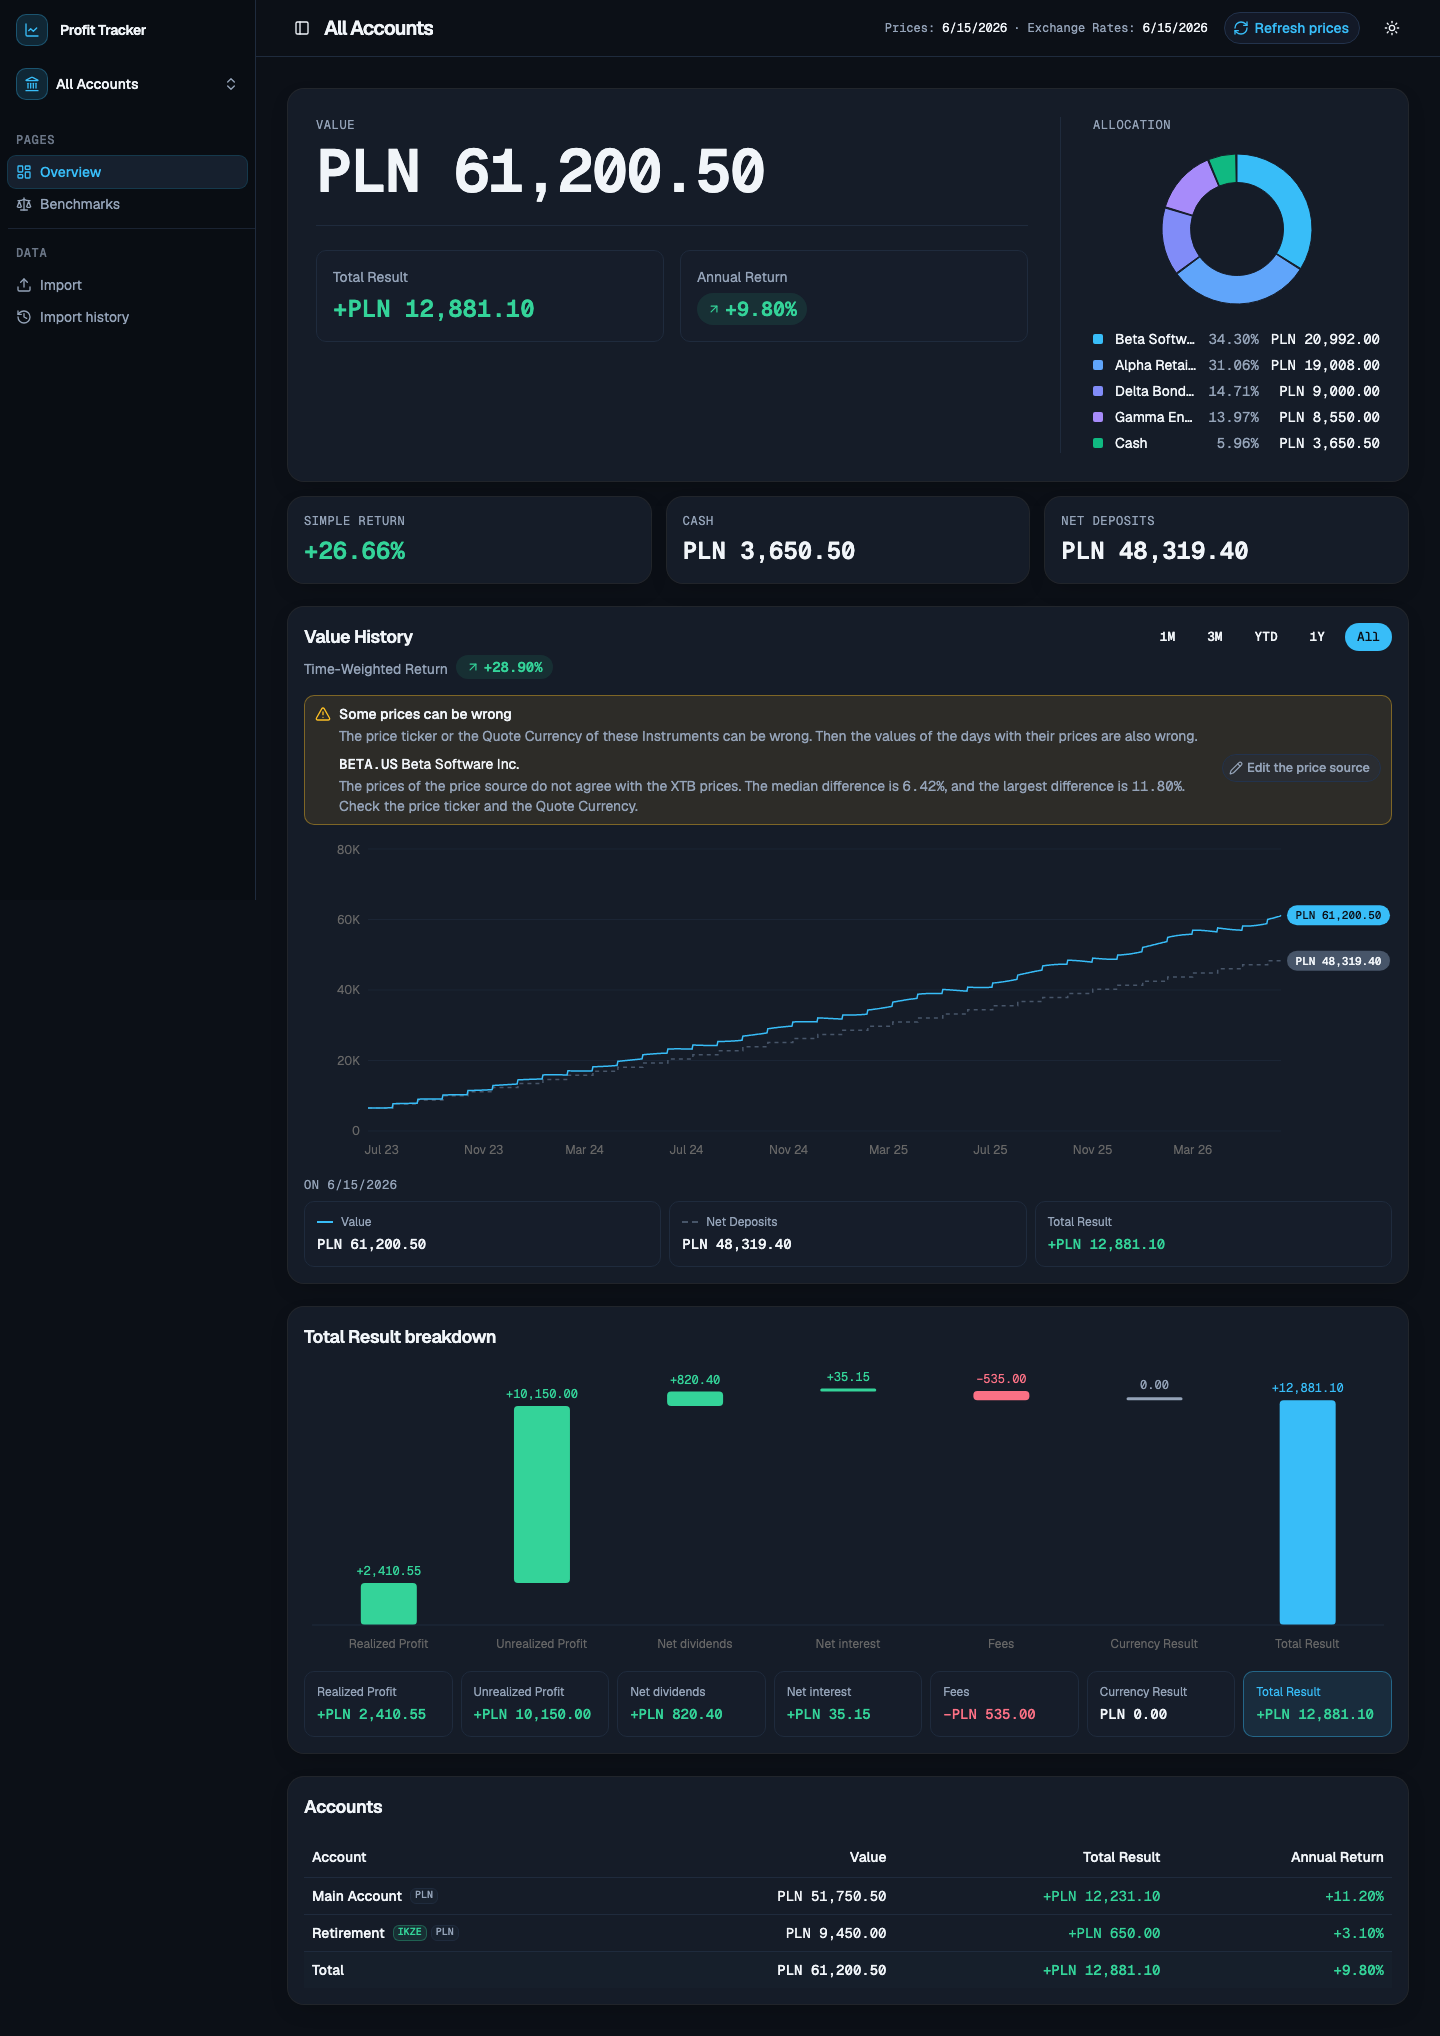 Profit Tracker
All Accounts
PAGES
Overview
Benchmarks
DATA
Import
Import history
All Accounts
Prices: 6/15/2026 · Exchange Rates: 6/15/2026
Refresh prices
VALUE
PLN 61,200.50
Total Result
+PLN 12,881.10
Annual Return
+9.80%
ALLOCATION
Beta Softw… 34.30% PLN 20,992.00
Alpha Retai… 31.06% PLN 19,008.00
Delta Bond… 14.71% PLN 9,000.00
Gamma En… 13.97% PLN 8,550.00
Cash 5.96% PLN 3,650.50
SIMPLE RETURN
+26.66%
CASH
PLN 3,650.50
NET DEPOSITS
PLN 48,319.40
Value History
1M 3M YTD 1Y All
Time-Weighted Return +28.90%
Some prices can be wrong
The price ticker or the Quote Currency of these Instruments can be wrong. Then the values of the days with their prices are also wrong.
BETA.US Beta Software Inc.
The prices of the price source do not agree with the XTB prices. The median difference is 6.42%, and the largest difference is 11.80%.
Check the price ticker and the Quote Currency.
Edit the price source
80K
60K
40K
20K
0
PLN 61,200.50
PLN 48,319.40
Jul 23 Nov 23 Mar 24 Jul 24 Nov 24 Mar 25 Jul 25 Nov 25 Mar 26
ON 6/15/2026
Value
PLN 61,200.50
Net Deposits
PLN 48,319.40
Total Result
+PLN 12,881.10
Total Result breakdown
+2,410.55
+10,150.00
+820.40
+35.15
−535.00
0.00
+12,881.10
Realized Profit Unrealized Profit Net dividends Net interest Fees Currency Result Total Result
Realized Profit
+PLN 2,410.55
Unrealized Profit
+PLN 10,150.00
Net dividends
+PLN 820.40
Net interest
+PLN 35.15
Fees
−PLN 535.00
Currency Result
PLN 0.00
Total Result
+PLN 12,881.10
Accounts
Account Value Total Result Annual Return
Main Account PLN PLN 51,750.50 +PLN 12,231.10 +11.20%
Retirement IKZE PLN PLN 9,450.00 +PLN 650.00 +3.10%
Total PLN 61,200.50 +PLN 12,881.10 +9.80%